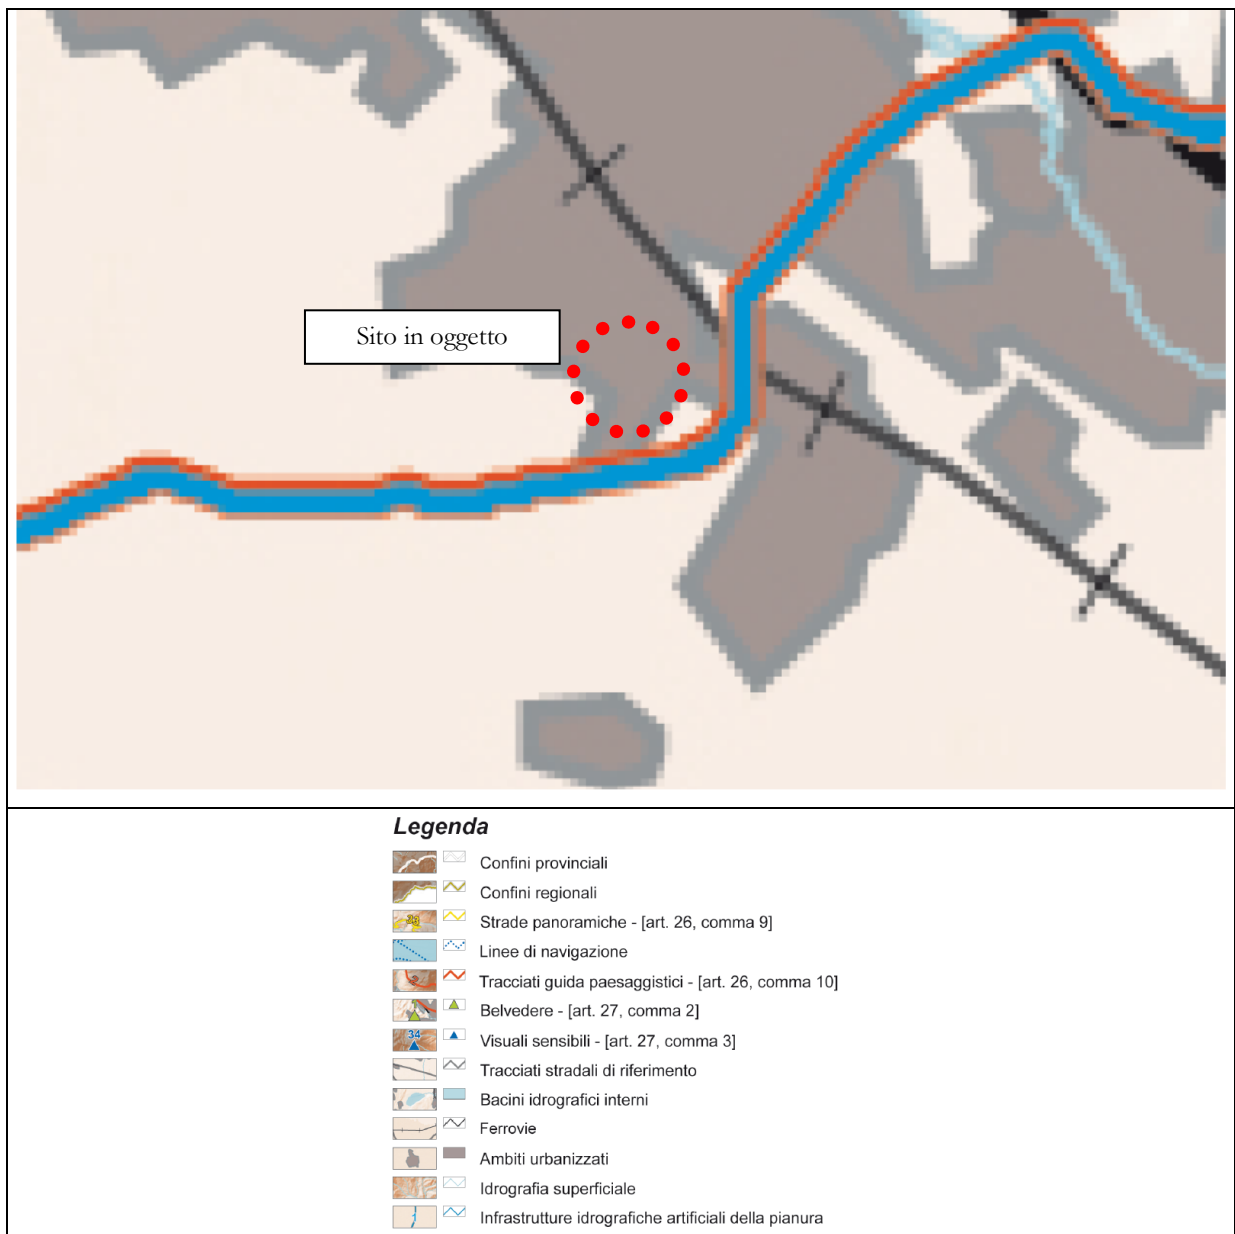 Sito in oggetto
Legenda
Confini provinciali
Confini regionali
33
Strade panoramiche - [art. 26, comma 9]
Linee di navigazione
Tracciati guida paesaggistici - [art. 26, comma 10]
Belvedere - [art. 27, comma 2]
34
Visuali sensibili - [art. 27, comma 3]
Tracciati stradali di riferimento
Bacini idrografici interni
Ferrovie
Ambiti urbanizzati
Idrografia superficiale
Infrastrutture idrografiche artificiali della pianura